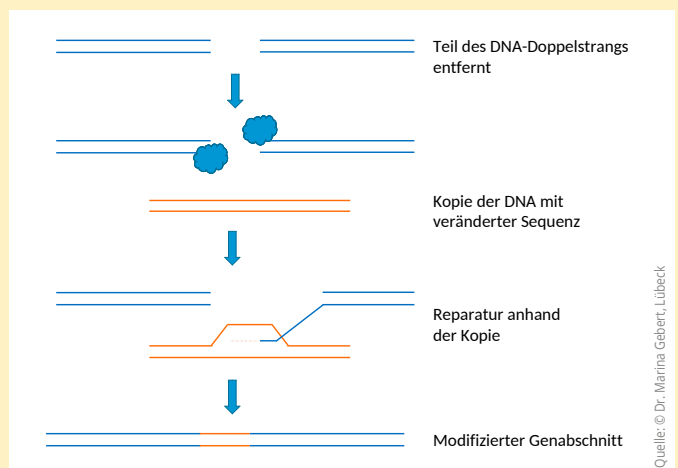 Teil des DNA-Doppelstrangs
entfernt
Kopie der DNA mit
veränderter Sequenz
Reparatur anhand
der Kopie
Modifizierter Genabschnitt
Quelle: © Dr. Marina Gebert, Lübeck